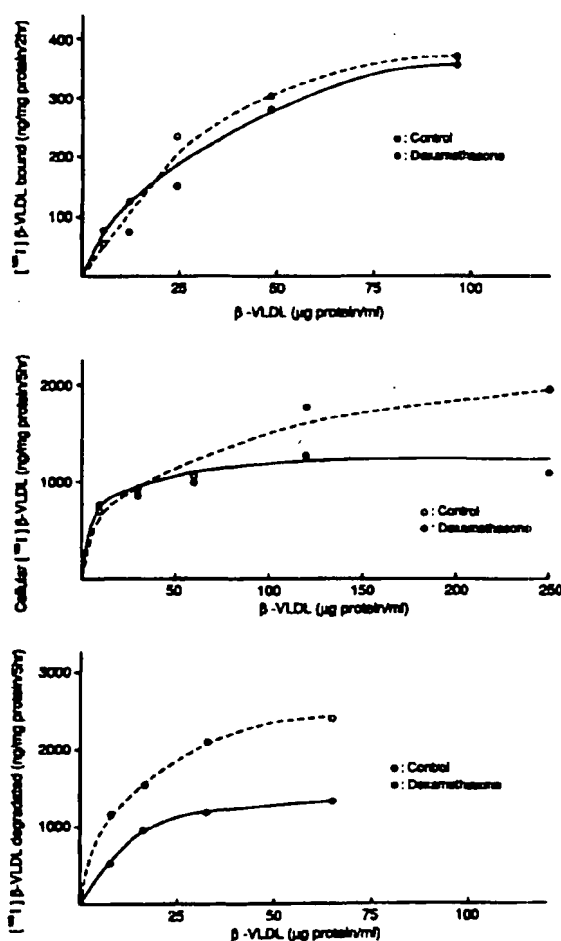 400
300
200
100
[¹²⁵I] β-VLDL bound (ng/mg protein/2hr)
: Control
: Dexamethasone
25
50
75
100
β-VLDL (μg protein/ml)
2000
1000
Cellular [¹²⁵I] β-VLDL (ng/mg protein/5hr)
: Control
: Dexamethasone
50
100
150
200
250
β-VLDL (μg protein/ml)
3000
2000
1000
[¹²⁵I] β-VLDL degradated (ng/mg protein/5hr)
: Control
: Dexamethasone
25
50
75
100
β-VLDL (μg protein/ml)